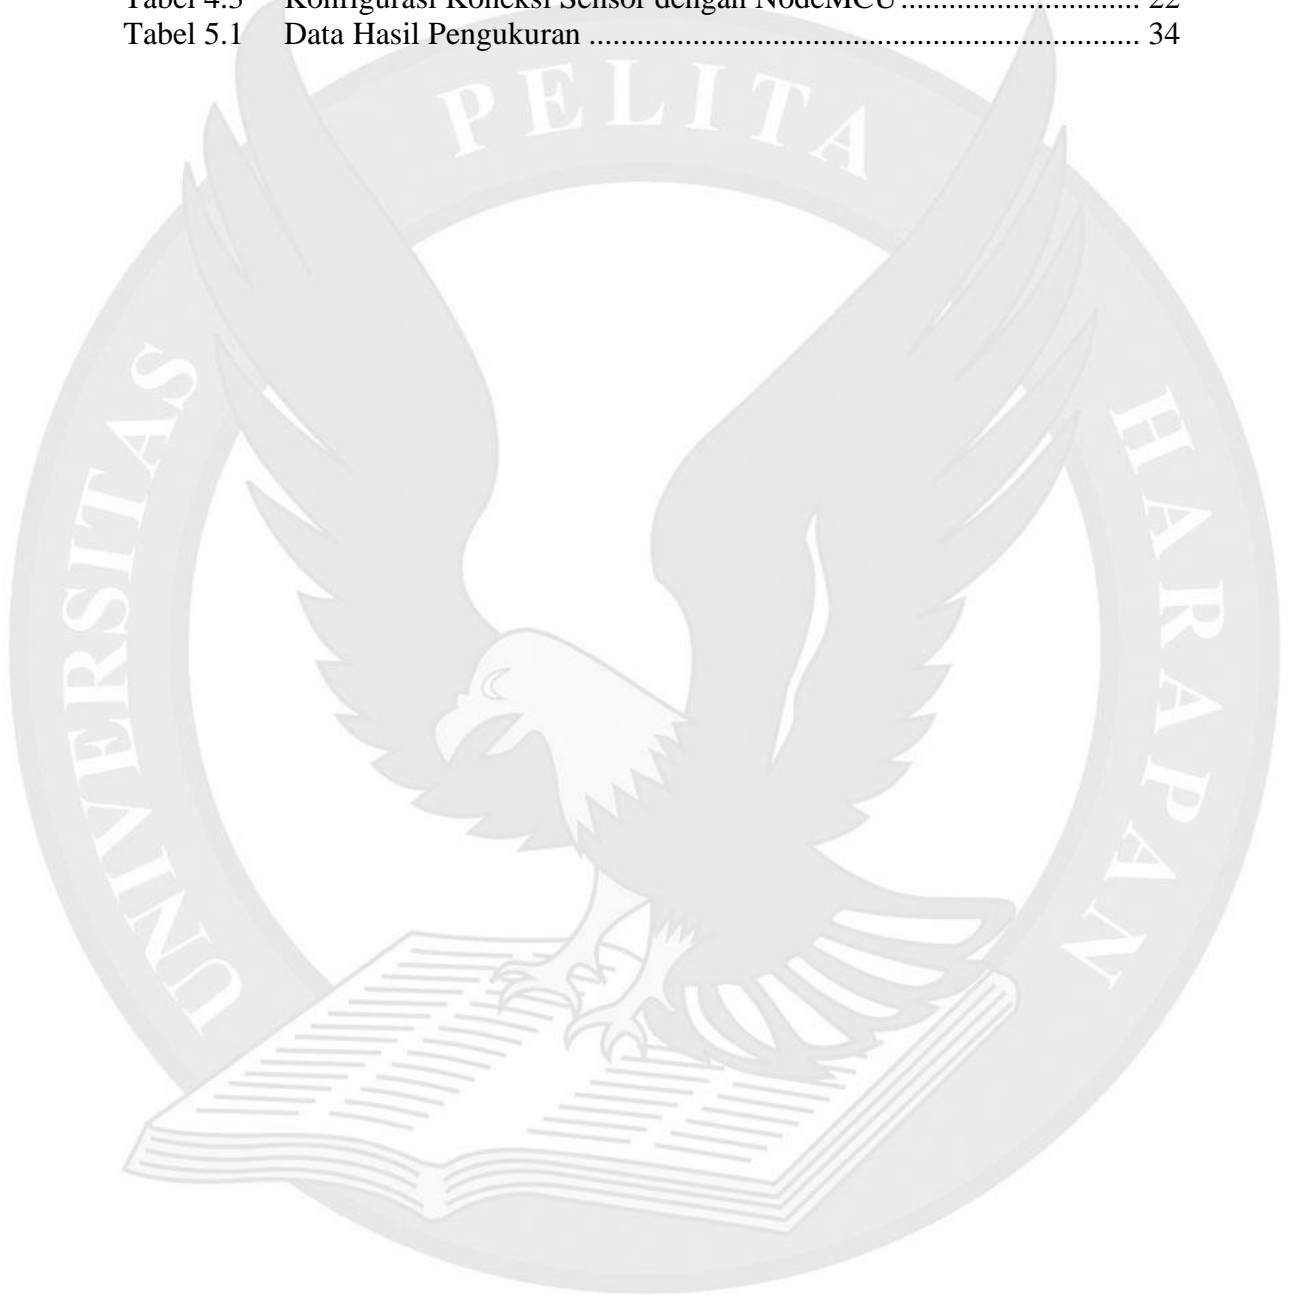 Tabel 4.3 Konfigurasi Koneksi Sensor dengan NodeMCU............................. 22
Tabel 5.1 Data Hasil Pengukuran .................................................................... 34
UNIVERSITAS PELITA HARAPAN